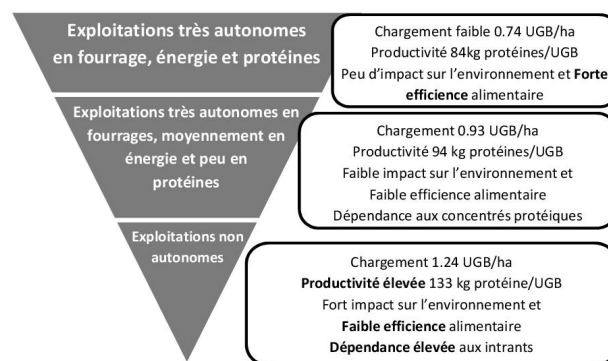 Exploitations très autonomes
en fourrage, énergie et protéines
Chargement faible 0.74 UGB/ha
Productivité 84kg protéines/UGB
Peu d'impact sur l'environnement et Forte
efficience alimentaire
Exploitations très autonomes en
fourrages, moyennement en
énergie et peu en
protéines
Chargement 0.93 UGB/ha
Productivité 94 kg protéines/UGB
Faible impact sur l'environnement et
Faible efficience alimentaire
Dépendance aux concentrés protéiques
Exploitations non
autonomes
Chargement 1.24 UGB/ha
Productivité élevée 133 kg protéine/UGB
Fort impact sur l'environnement et
Faible efficience alimentaire
Dépendance élevée aux intrants